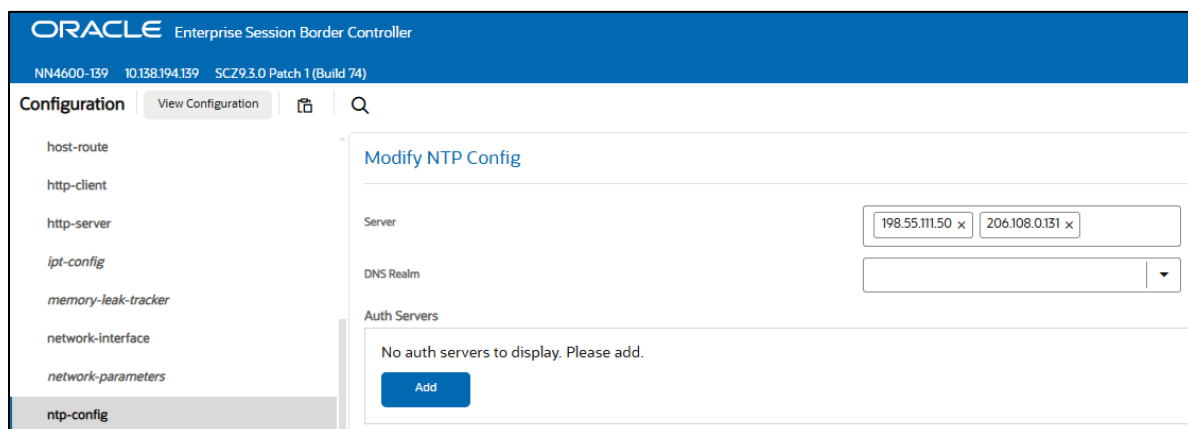 ORACLE Enterprise Session Border Controller
NN4600-139 10.138.194.139 SCZ9.3.0 Patch 1 (Build 74)
Configuration View Configuration
host-route
http-client
http-server
ipt-config
memory-leak-tracker
network-interface
network-parameters
ntp-config
Modify NTP Config
Server 198.55.111.50 x 206.108.0.131 x
DNS Realm
Auth Servers
No auth servers to display. Please add.
Add